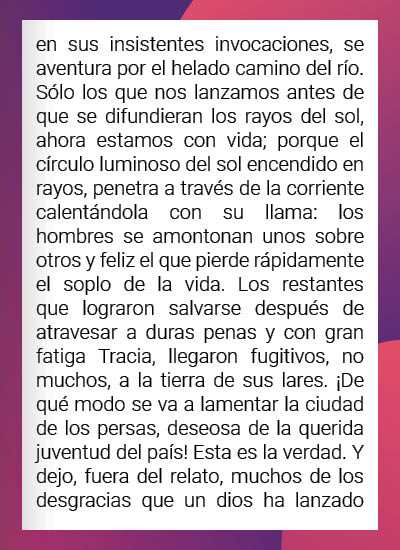 en sus insistentes invocaciones, se
aventura por el helado camino del río.
Sólo los que nos lanzamos antes de
que se difundieran los rayos del sol,
ahora estamos con vida; porque el
círculo luminoso del sol encendido en
rayos, penetra a través de la corriente
calentándola con su llama: los
hombres se amontonan unos sobre
otros y feliz el que pierde rápidamente
el soplo de la vida. Los restantes
que lograron salvarse después de
atravesar a duras penas y con gran
fatiga Tracia, llegaron fugitivos, no
muchos, a la tierra de sus lares. ¡De
qué modo se va a lamentar la ciudad
de los persas, deseosa de la querida
juventud del país! Esta es la verdad. Y
dejo, fuera del relato, muchos de los
desgracias que un dios ha lanzado